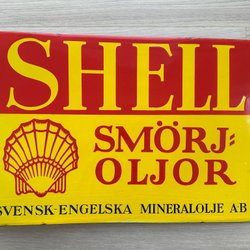 SHELL
SMÖRJ-
OLJOR
SVENSK-ENGELSKA MINERALOLJE AB